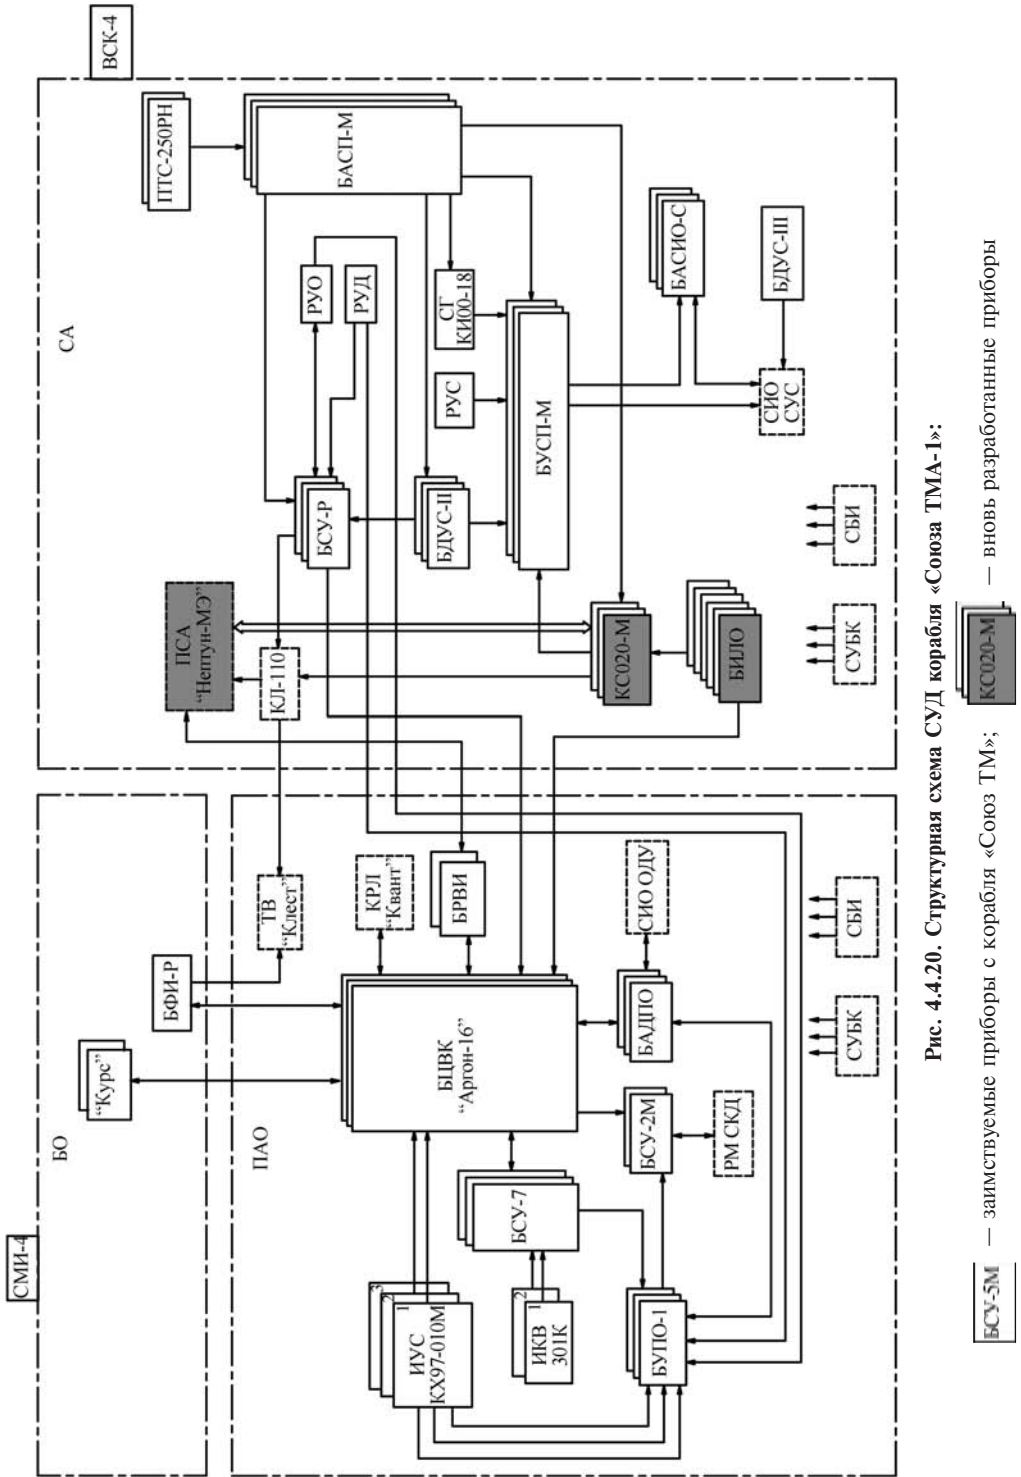 СМИ-4
ВСК-4
БО
“Курс”
БФИ-Р
ТВ
“Клест”
ПАО
ИУС
КХ97-010М
1
2
3
ИКВ
301К
1
2
БСУ-7
БУПО-1
БЦВК
“Аргон-16”
КРЛ
“Квант”
БРВИ
БСУ-2М
РМ СКД
БАДПО
СИО ОДУ
СУБК
СБИ
СА
ПТС-250РН
БАСП-М
ПСА
“Нептун-МЭ”
КЛ-110
БСУ-Р
РУО
РУД
БДУС-II
РУС
СГ
КИ00-18
БУСП-М
КС020-М
БИЛО
БАСИО-С
СИО
СУС
БДУС-III
СУБК
СБИ
Рис. 4.4.20. Структурная схема СУД корабля «Союза ТМА-1»:
БСУ-5М — заимствуемые приборы с корабля «Союз ТМ»; КС020-М — вновь разработанные приборы